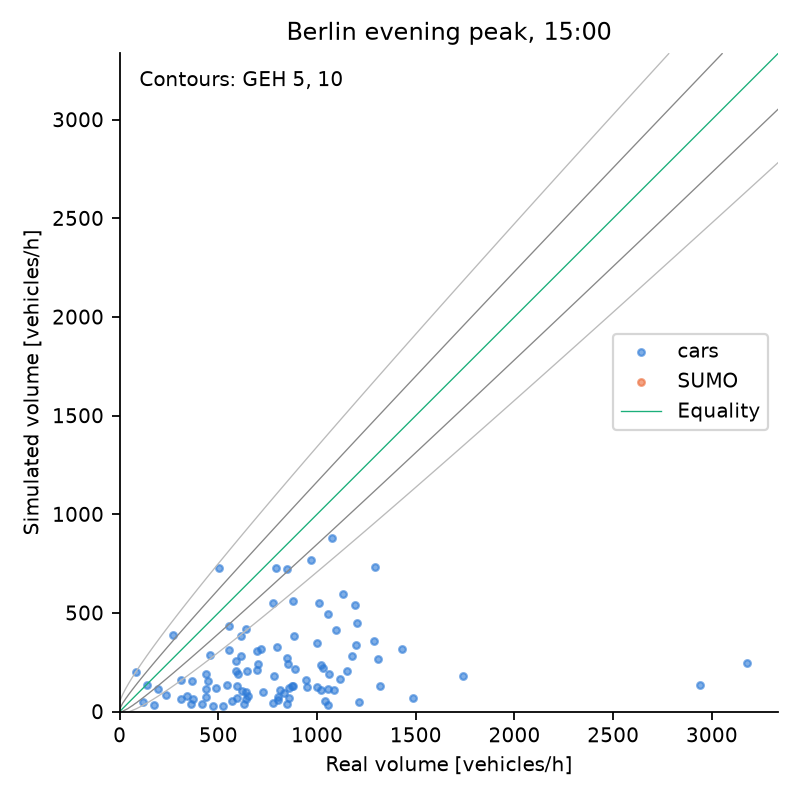 Berlin evening peak, 15:00
Contours: GEH 5, 10
3000
2500
2000
1500
1000
500
0
Simulated volume [vehicles/h]
cars
SUMO
Equality
0 500 1000 1500 2000 2500 3000
Real volume [vehicles/h]